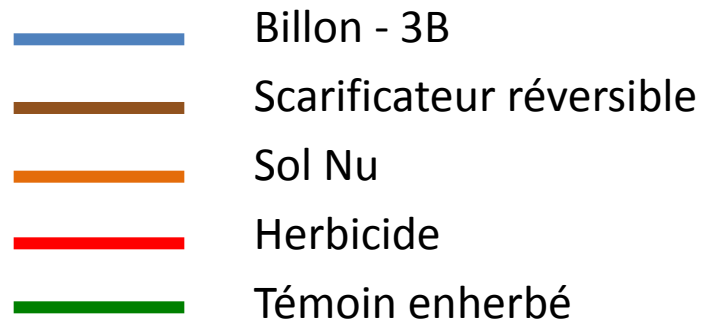 Billon - 3B
Scarificateur réversible
Sol Nu
Herbicide
Témoin enherbé